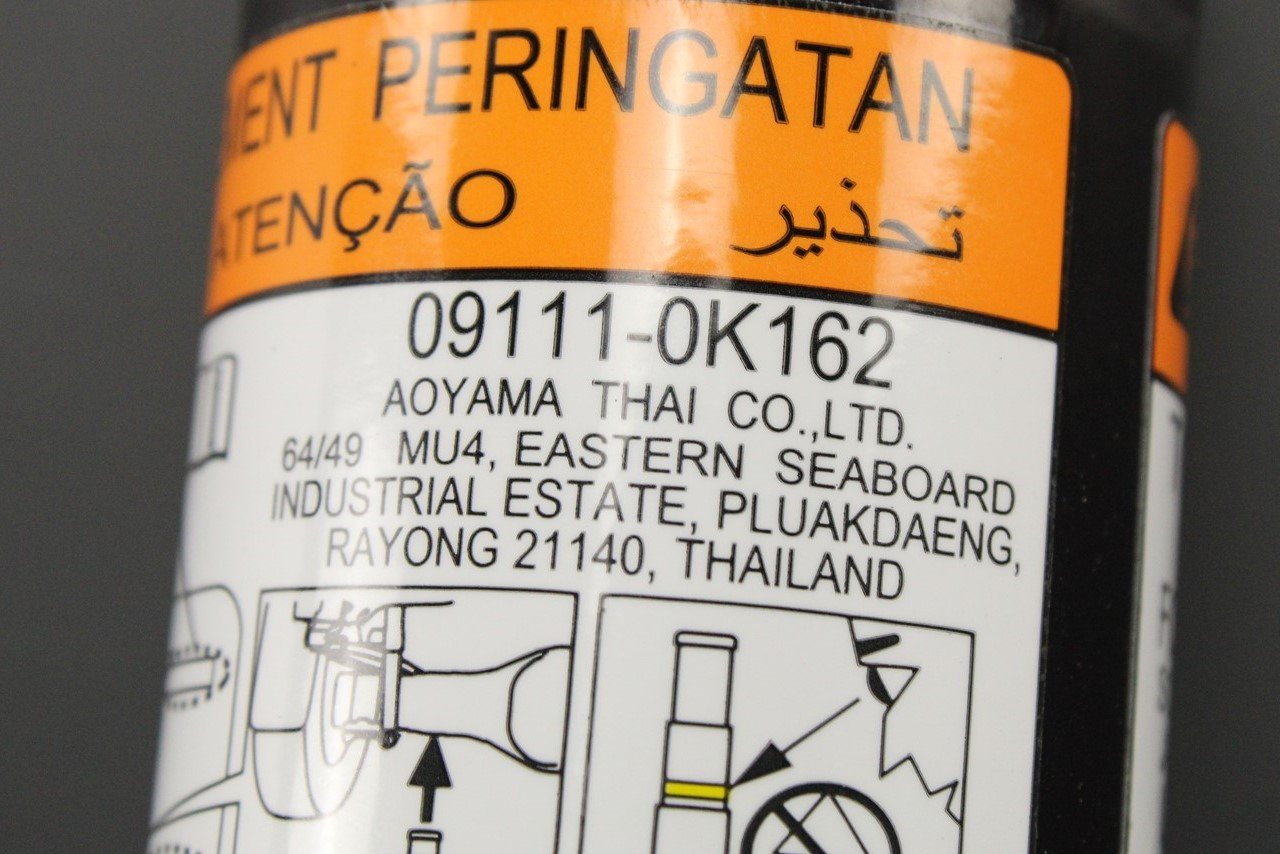 PERINGATAN
ATENÇÃO تحذير
09111-0K162
AOYAMA THAI CO.,LTD.
64/49 MU4, EASTERN SEABOARD
INDUSTRIAL ESTATE, PLUAKDAENG,
RAYONG 21140, THAILAND